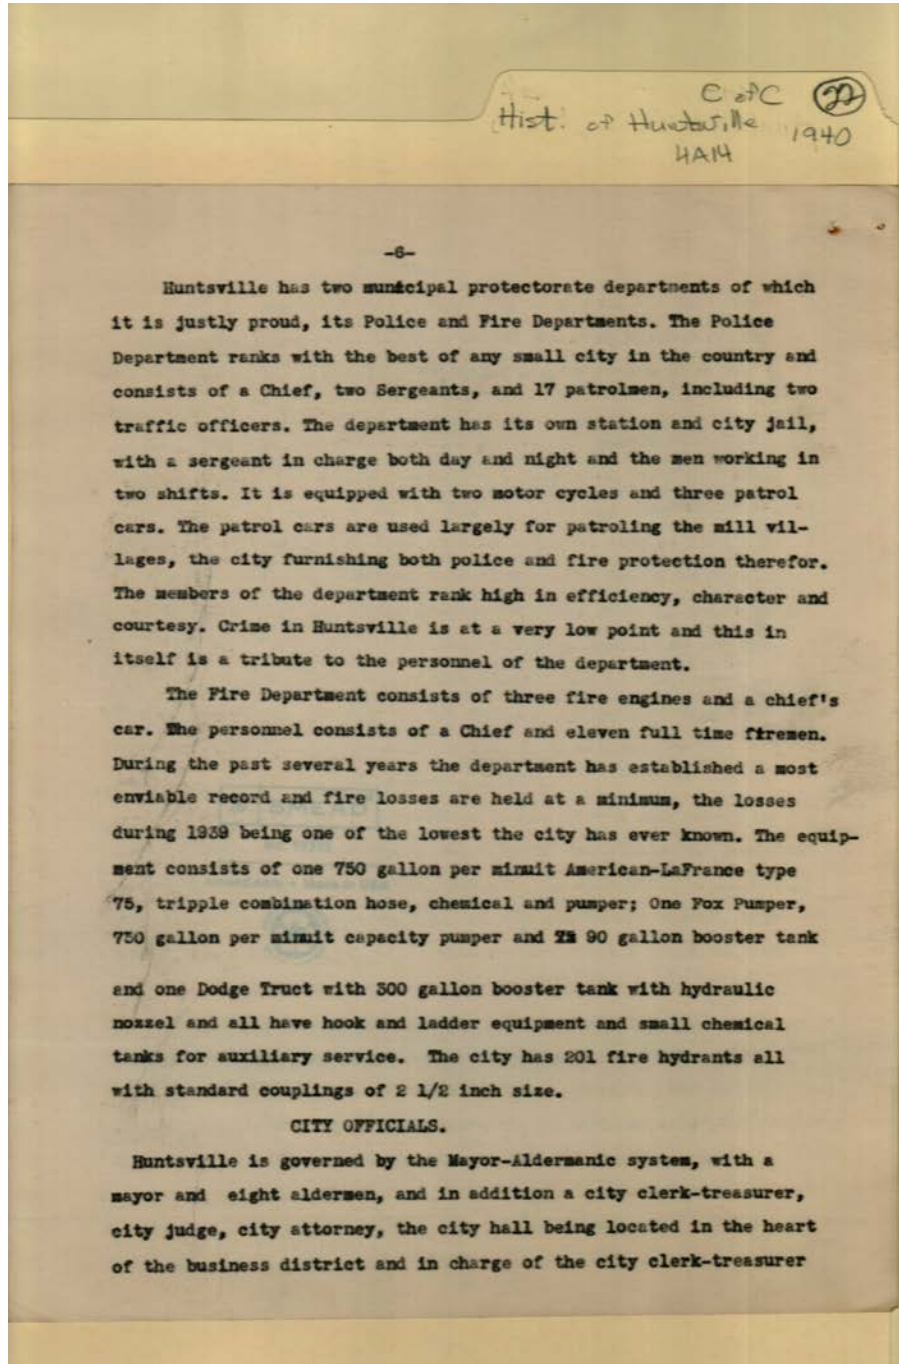 C of C 22
Hist. of Huntsville 1940
4A14
-6-
Huntsville has two municipal protectorate departments of which
it is justly proud, its Police and Fire Departments. The Police
Department ranks with the best of any small city in the country and
consists of a Chief, two Sergeants, and 17 patrolmen, including two
traffic officers. The department has its own station and city jail,
with a sergeant in charge both day and night and the men working in
two shifts. It is equipped with two motor cycles and three patrol
cars. The patrol cars are used largely for patroling the mill vil-
lages, the city furnishing both police and fire protection therefor.
The members of the department rank high in efficiency, character and
courtesy. Crime in Huntsville is at a very low point and this in
itself is a tribute to the personnel of the department.
The Fire Department consists of three fire engines and a chief's
car. The personnel consists of a Chief and eleven full time firemen.
During the past several years the department has established a most
enviable record and fire losses are held at a minimum, the losses
during 1939 being one of the lowest the city has ever known. The equip-
ment consists of one 750 gallon per minuit American-LaFrance type
75, tripple combination hose, chemical and pumper; One Fox Pumper,
750 gallon per minuit capacity pumper and 90 gallon booster tank
and one Dodge Truct with 300 gallon booster tank with hydraulic
nozzel and all have hook and ladder equipment and small chemical
tanks for auxiliary service. The city has 201 fire hydrants all
with standard couplings of 2 1/2 inch size.
CITY OFFICIALS.
Huntsville is governed by the Mayor-Aldermanic system, with a
mayor and eight aldermen, and in addition a city clerk-treasurer,
city judge, city attorney, the city hall being located in the heart
of the business district and in charge of the city clerk-treasurer